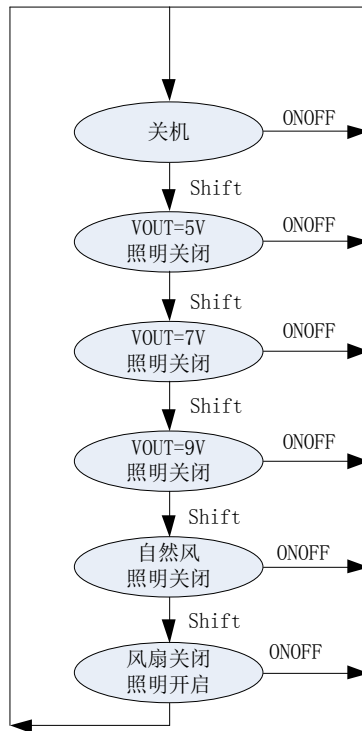 关机
ONOFF
Shift
VOUT=5V
照明关闭
ONOFF
Shift
VOUT=7V
照明关闭
ONOFF
Shift
VOUT=9V
照明关闭
ONOFF
Shift
自然风
照明关闭
ONOFF
Shift
风扇关闭
照明开启
ONOFF